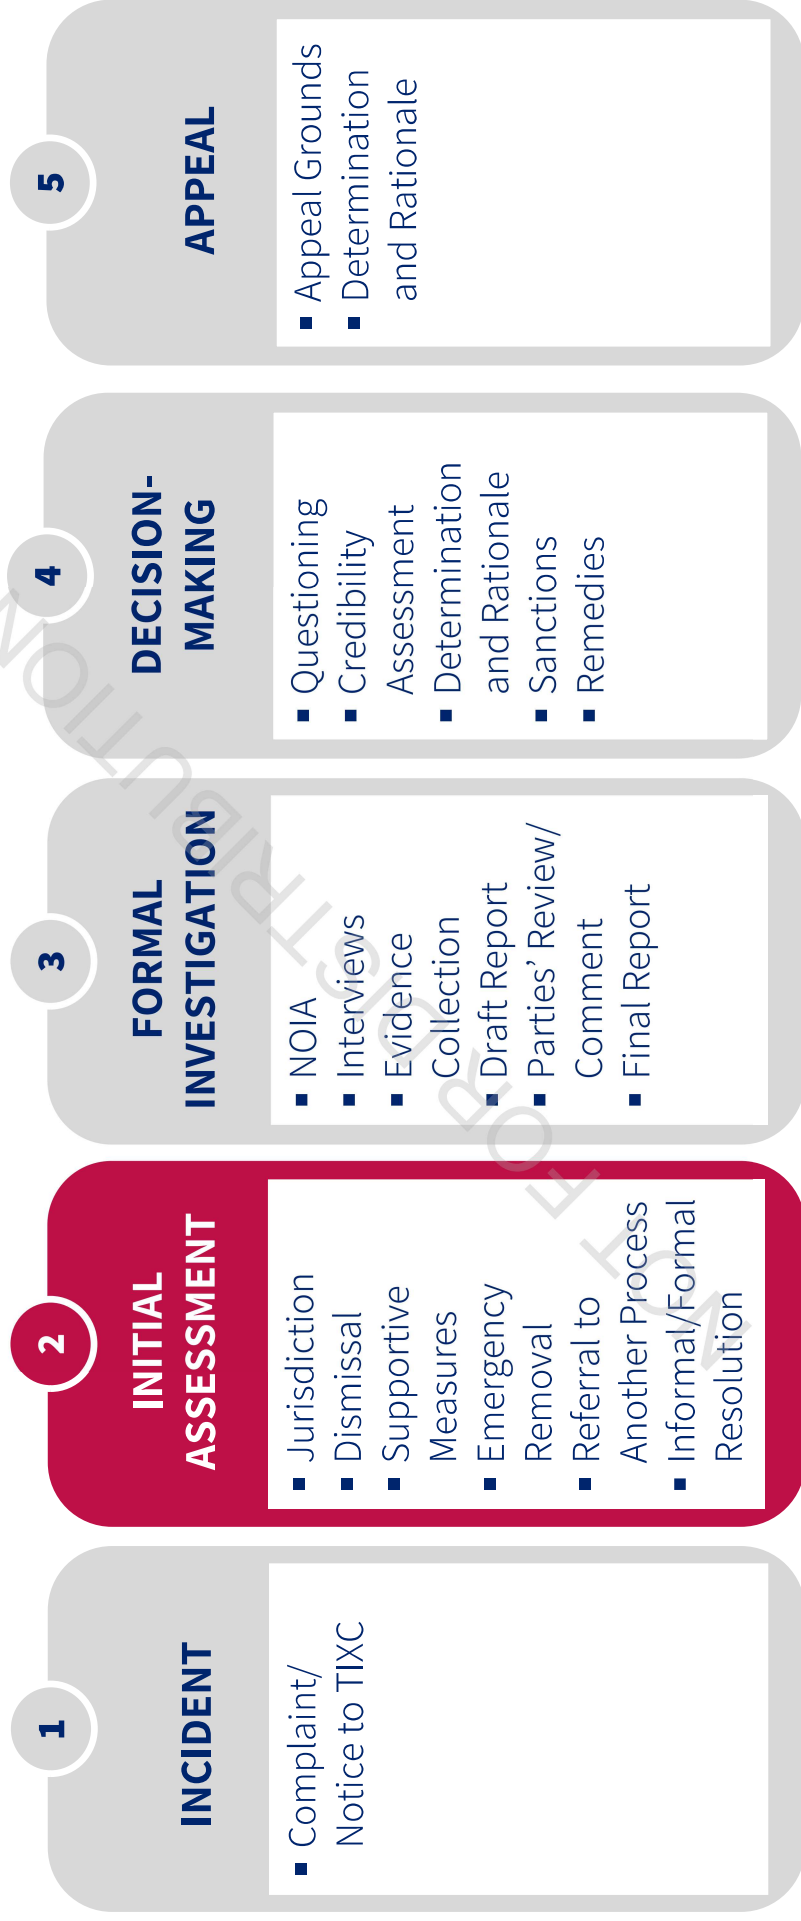 1
INCIDENT
▪ Complaint/
Notice to TIXC
2
INITIAL
ASSESSMENT
▪ Jurisdiction
▪ Dismissal
▪ Supportive
Measures
▪ Emergency
Removal
▪ Referral to
Another Process
▪ Informal/Formal
Resolution
3
FORMAL
INVESTIGATION
▪ NOIA
▪ Interviews
▪ Evidence
Collection
▪ Draft Report
▪ Parties’ Review/
Comment
▪ Final Report
4
DECISION-
MAKING
▪ Questioning
▪ Credibility
Assessment
▪ Determination
and Rationale
▪ Sanctions
▪ Remedies
5
APPEAL
▪ Appeal Grounds
▪ Determination
and Rationale
NOT FOR DISTRIBUTION